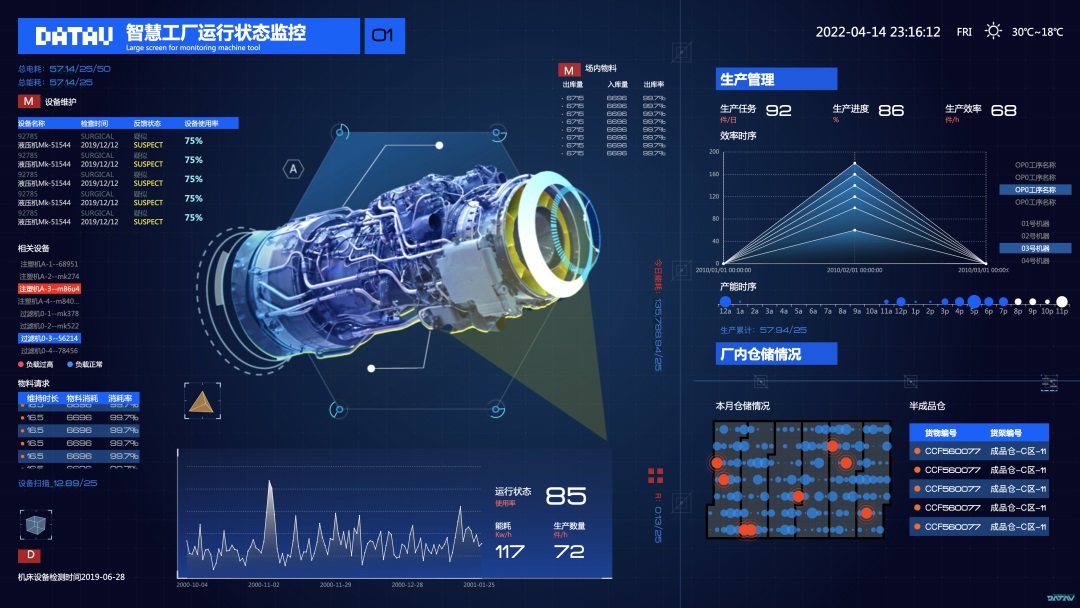 DATAV 智慧工厂运行状态监控
Large screen for monitoring machine tool
01
2022-04-14 23:16:12 FRI 30℃~18℃
总电耗: 57.14/25/50
总能耗: 57.14/25
M 设备维护
设备名称 检查时间 反馈状态 设备使用率
92785 SURGICAL 疑似
液压机Mk-51544 2019/12/12 SUSPECT 75%
92785 SURGICAL 疑似
液压机Mk-51544 2019/12/12 SUSPECT 75%
92785 SURGICAL 疑似
液压机Mk-51544 2019/12/12 SUSPECT 75%
92785 SURGICAL 疑似
液压机Mk-51544 2019/12/12 SUSPECT 75%
92785 SURGICAL 疑似
液压机Mk-51544 2019/12/12 SUSPECT 75%
相关设备
注塑机A-1--68951
注塑机A-2--mk274
注塑机A-3--m86u4
注塑机A-4--m840...
过滤机0-1--mk378
过滤机0-2--mk522
过滤机0-3--56214
过滤机0-4--78456
负载过高 负载正常
物料请求
维持时长 物料消耗 消耗率
16.5 6696 99.7%
16.5 6696 99.7%
16.5 6696 99.7%
16.5 6696 99.7%
16.5 6696 99.7%
设备扫描_12.89/25
D
机床设备检测时间2019-06-28
A
M 场内物料
出库量 入库量 出库率
6715 6696 99.7%
6715 6696 99.7%
6715 6696 99.7%
6715 6696 99.7%
6715 6696 99.7%
6715 6696 99.7%
6715 6696 99.7%
6715 6696 99.7%
今日能耗: 135,798.94/25
R: 013/25
2000-10-04 2000-11-02 2000-11-29 2000-12-28 2001-01-25
运行状态 85
使用率
能耗 生产数量
Kw/h 件/h
117 72
生产管理
生产任务 92 生产进度 86 生产效率 68
件/日 % 件/h
效率时序
200
160
120
80
40
0
2010/01/01 00:00:00 2010/02/01 00:00:00 2010/03/01 00:00:0
OP0工序名称
OP0工序名称
OP0工序名称
OP0工序名称
01号机器
02号机器
03号机器
04号机器
产能时序
12a 1a 2a 3a 4a 5a 6a 7a 8a 9a 10a 11a 12p 1p 2p 3p 4p 5p 6p 7p 8p 9p 10p 11p
生产累计: 57.94/25
厂内仓储情况
本月仓储情况
半成品仓
货物编号 货架编号
CCF560077 成品仓-C区-11
CCF560077 成品仓-C区-11
CCF560077 成品仓-C区-11
CCF560077 成品仓-C区-11
CCF560077 成品仓-C区-11
DATAV